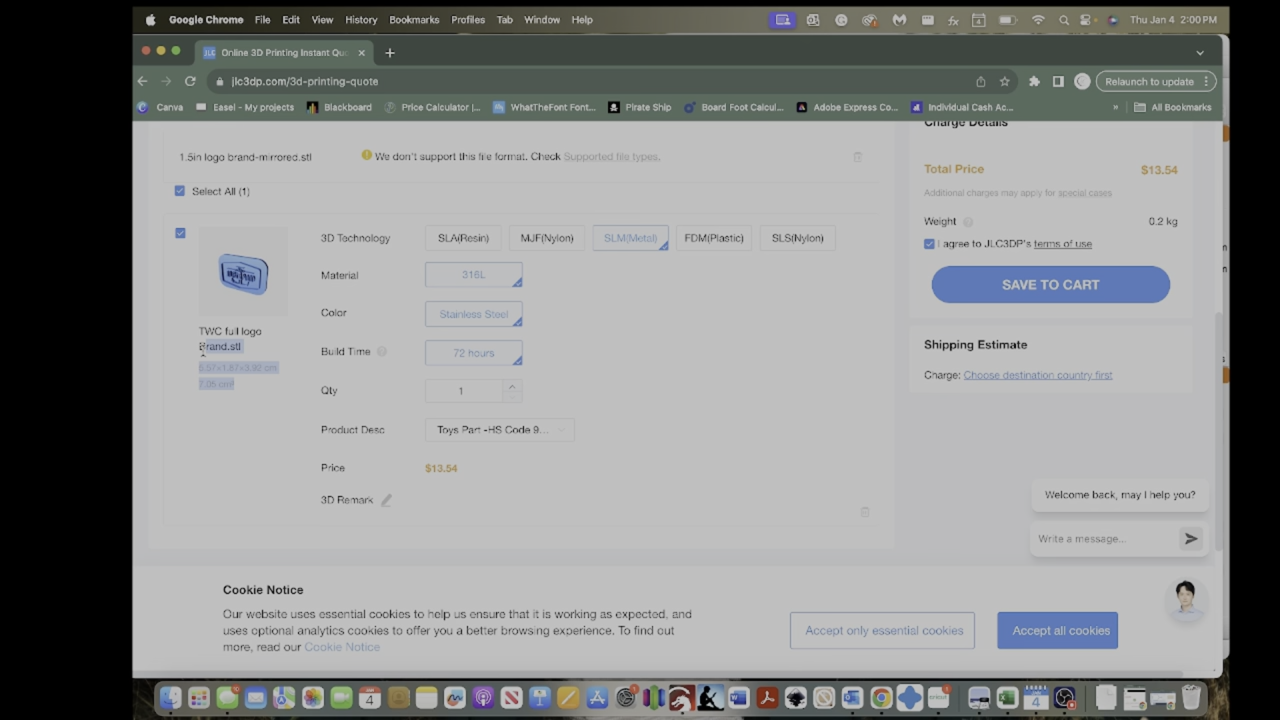 Google Chrome File Edit View History Bookmarks Profiles Tab Window Help Thu Jan 4 2:00 PM
Online 3D Printing Instant Quo
jlc3dp.com/3d-printing-quote Relaunch to update
Canva Easel - My projects Blackboard Price Calculator |... WhatTheFont Font... Pirate Ship Board Foot Calcul... Adobe Express Co... Individual Cash Ac... » All Bookmarks
Charge Details
1.5in logo brand-mirrored.stl We don't support this file format. Check Supported file types.
Total Price $13.54
Select All (1)
Additional charges may apply for special cases
Weight 0.2 kg
3D Technology SLA(Resin) MJF(Nylon) SLM(Metal) FDM(Plastic) SLS(Nylon)
I agree to JLC3DP's terms of use
Material 316L
SAVE TO CART
Color Stainless Steel
TWC full logo
Brand.stl
Shipping Estimate
Build Time 72 hours
5.57×1.87×3.92 cm
7.05 cm³
Charge: Choose destination country first
Qty 1
Product Desc Toys Part -HS Code 9...
Price $13.54
3D Remark
Welcome back, may I help you?
Write a message...
Cookie Notice
Our website uses essential cookies to help us ensure that it is working as expected, and
uses optional analytics cookies to offer you a better browsing experience. To find out
more, read our Cookie Notice
Accept only essential cookies Accept all cookies